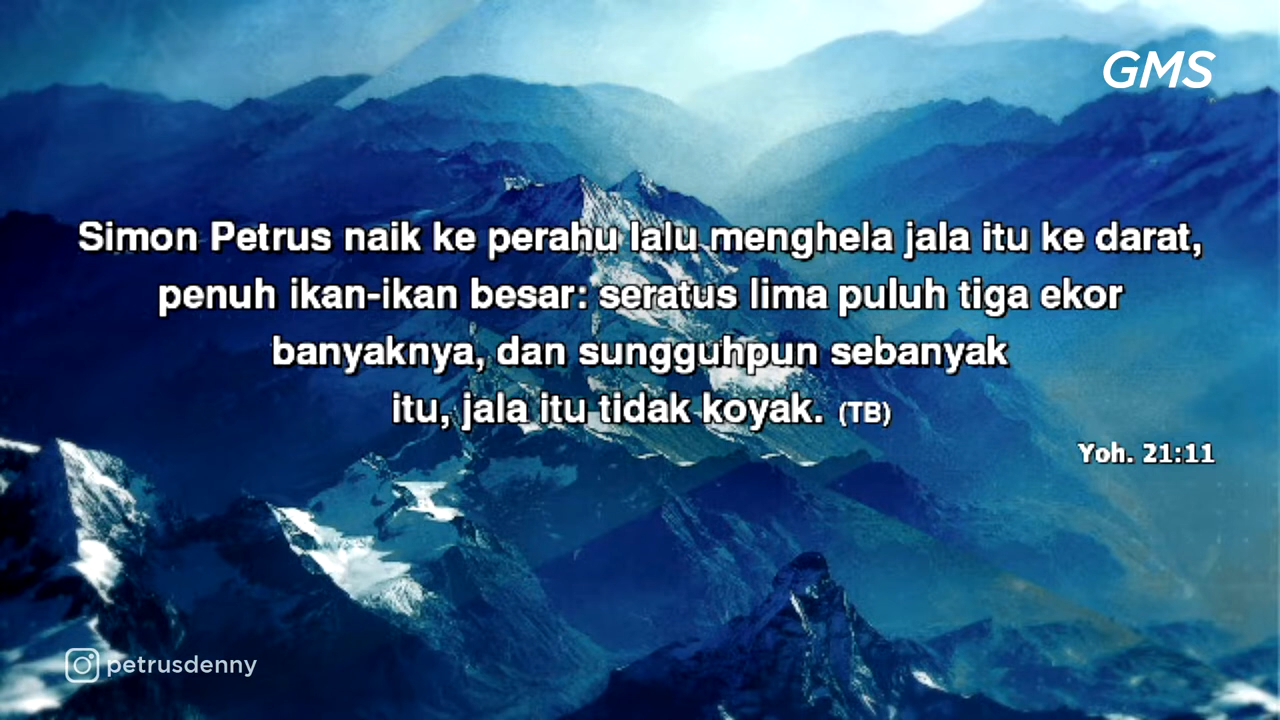 GMS
Simon Petrus naik ke perahu lalu menghela jala itu ke darat,
penuh ikan-ikan besar: seratus lima puluh tiga ekor
banyaknya, dan sungguhpun sebanyak
itu, jala itu tidak koyak. (TB)
Yoh. 21:11
petrusdenny